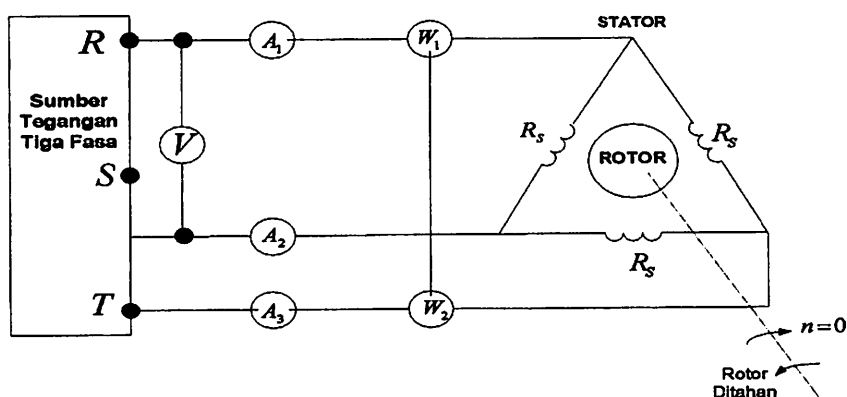 STATOR
R
A1
W1
Sumber
Tegangan
Tiga Fasa
V
Rs
Rs
ROTOR
S
A2
Rs
T
A3
W2
n=0
Rotor
Ditahan